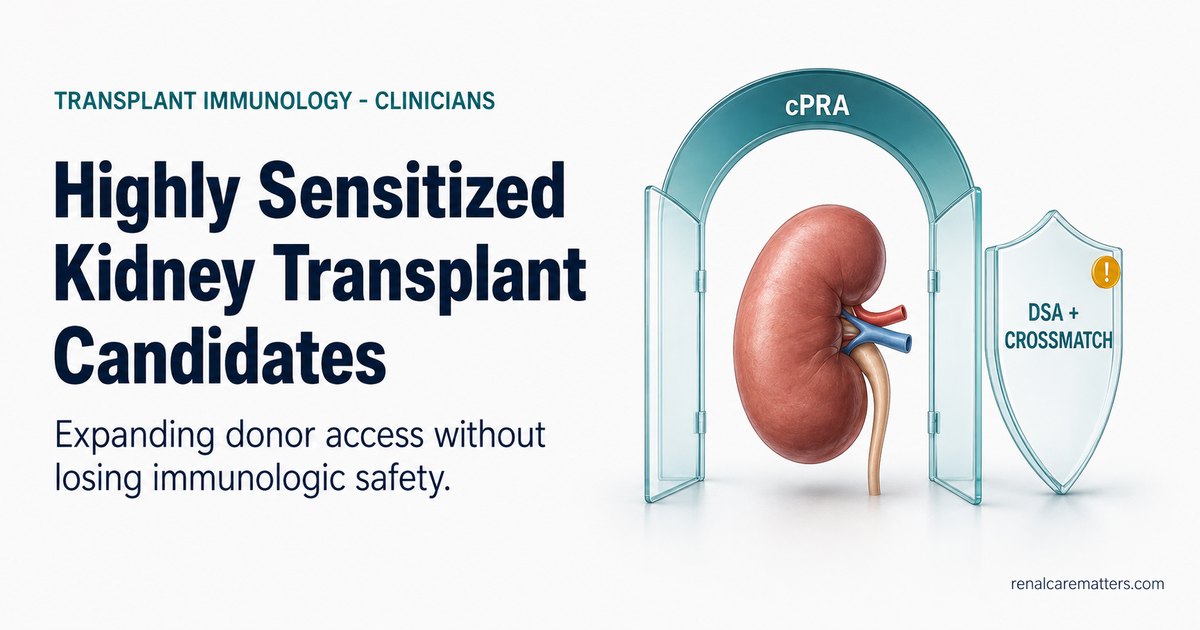 TRANSPLANT IMMUNOLOGY - CLINICIANS
Highly Sensitized
Kidney Transplant
Candidates
Expanding donor access without
losing immunologic safety.
cPRA
!
DSA +
CROSSMATCH
renalcarematters.com